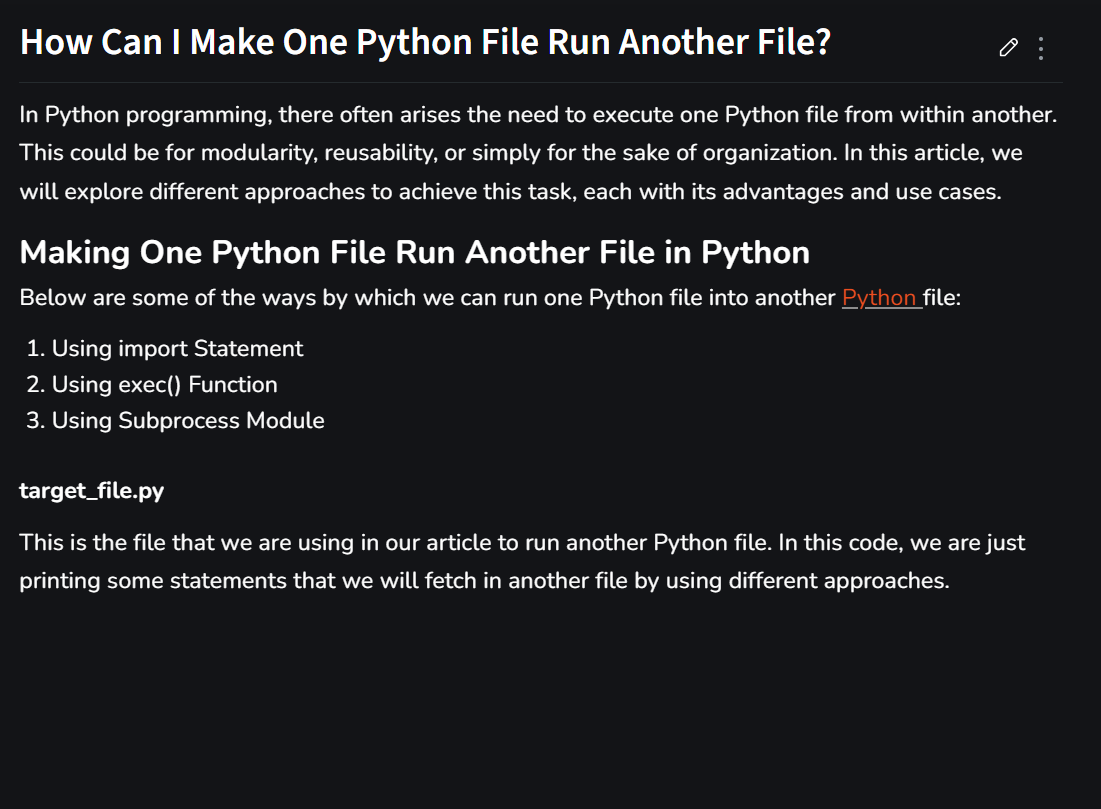 How Can I Make One Python File Run Another File?
In Python programming, there often arises the need to execute one Python file from within another.
This could be for modularity, reusability, or simply for the sake of organization. In this article, we
will explore different approaches to achieve this task, each with its advantages and use cases.
Making One Python File Run Another File in Python
Below are some of the ways by which we can run one Python file into another Python file:
1. Using import Statement
2. Using exec() Function
3. Using Subprocess Module
target_file.py
This is the file that we are using in our article to run another Python file. In this code, we are just
printing some statements that we will fetch in another file by using different approaches.